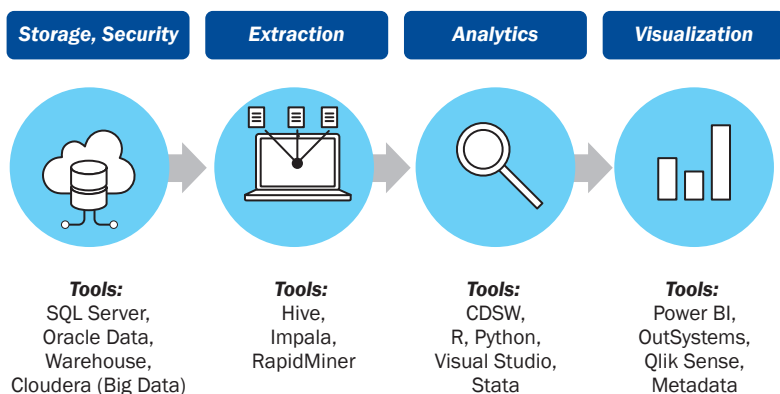 Storage, Security
Extraction
Analytics
Visualization
Tools:
SQL Server,
Oracle Data,
Warehouse,
Cloudera (Big Data)
Tools:
Hive,
Impala,
RapidMiner
Tools:
CDSW,
R, Python,
Visual Studio,
Stata
Tools:
Power BI,
OutSystems,
Qlik Sense,
Metadata